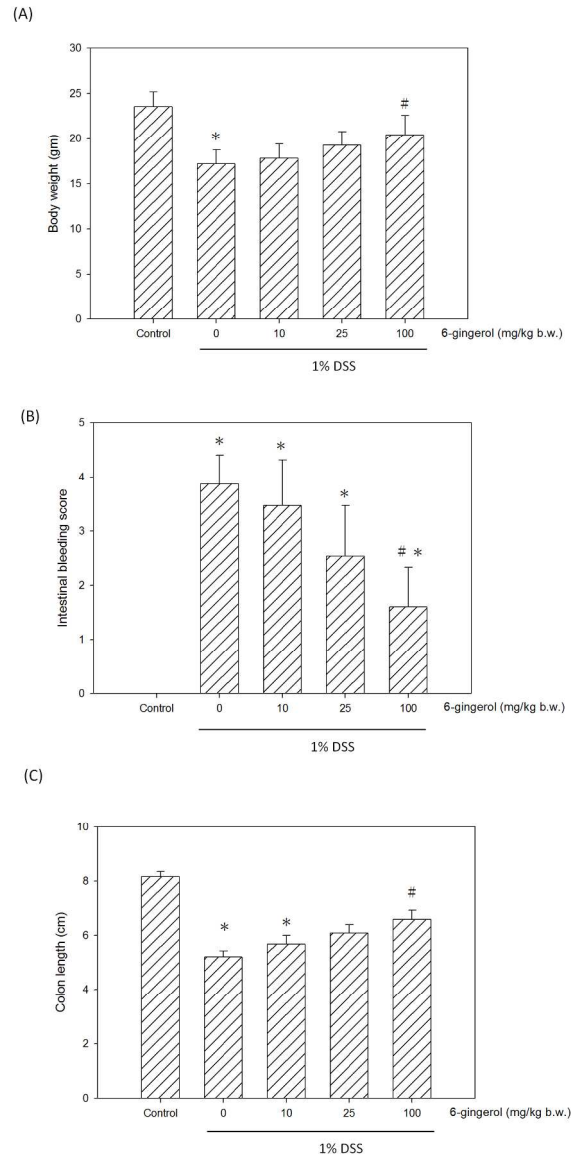 (A)
30
25
20
15
10
5
0
Body weight (gm)
*
#
Control 0 10 25 100 6-gingerol (mg/kg b.w.)
1% DSS
(B)
5
4
3
2
1
0
Intestinal bleeding score
*
*
*
# *
Control 0 10 25 100 6-gingerol (mg/kg b.w.)
1% DSS
(C)
10
8
6
4
2
0
Colon length (cm)
*
*
#
Control 0 10 25 100 6-gingerol (mg/kg b.w.)
1% DSS